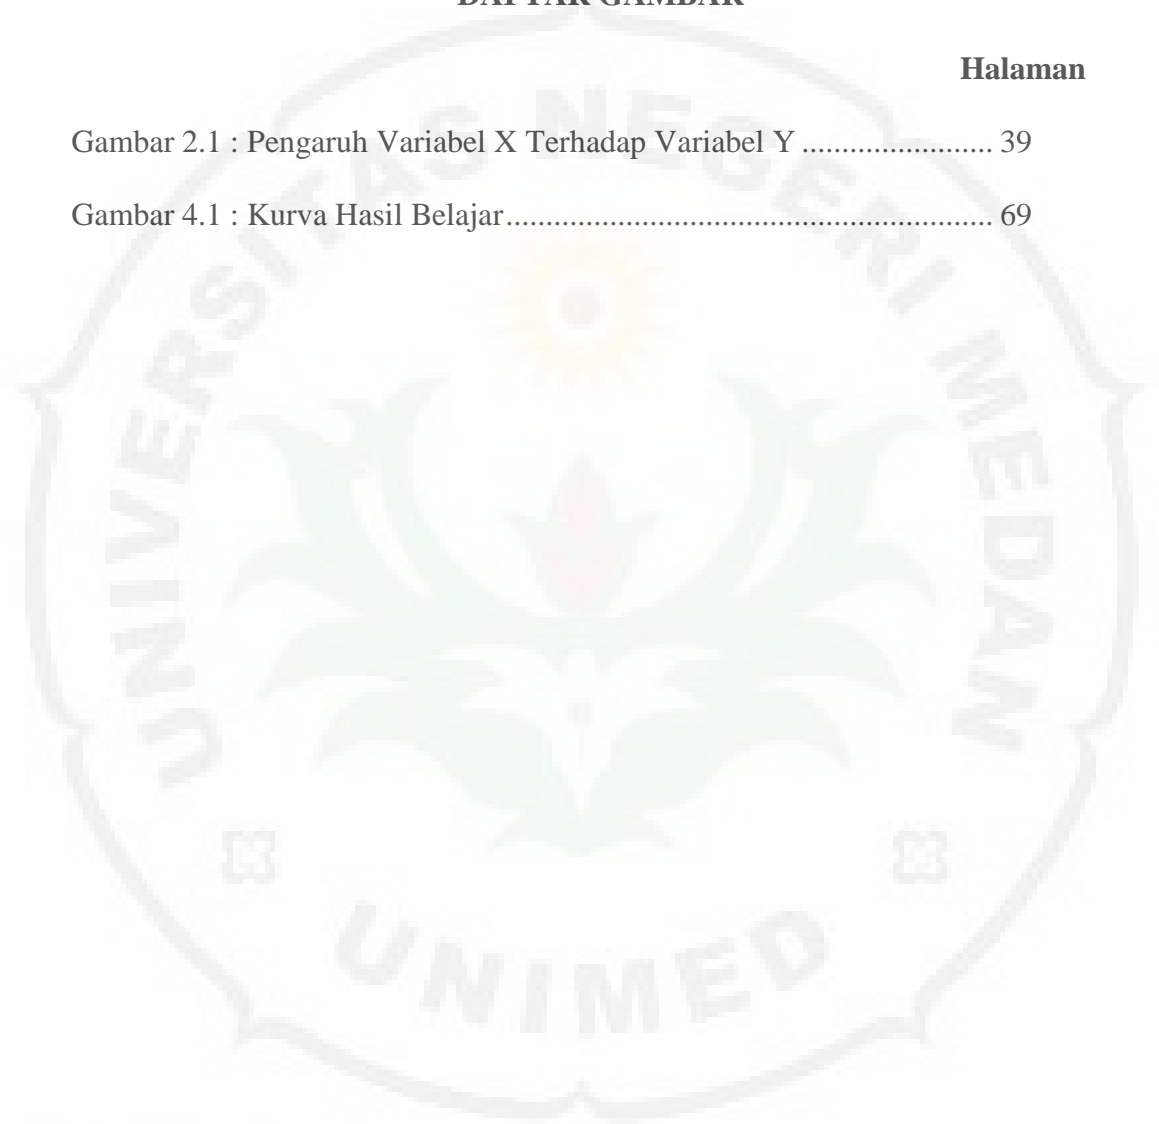 DAFTAR GAMBAR
Halaman
Gambar 2.1 : Pengaruh Variabel X Terhadap Variabel Y ........................ 39
Gambar 4.1 : Kurva Hasil Belajar............................................................. 69
UNIVERSITAS NEGERI MEDAN
UNIMED